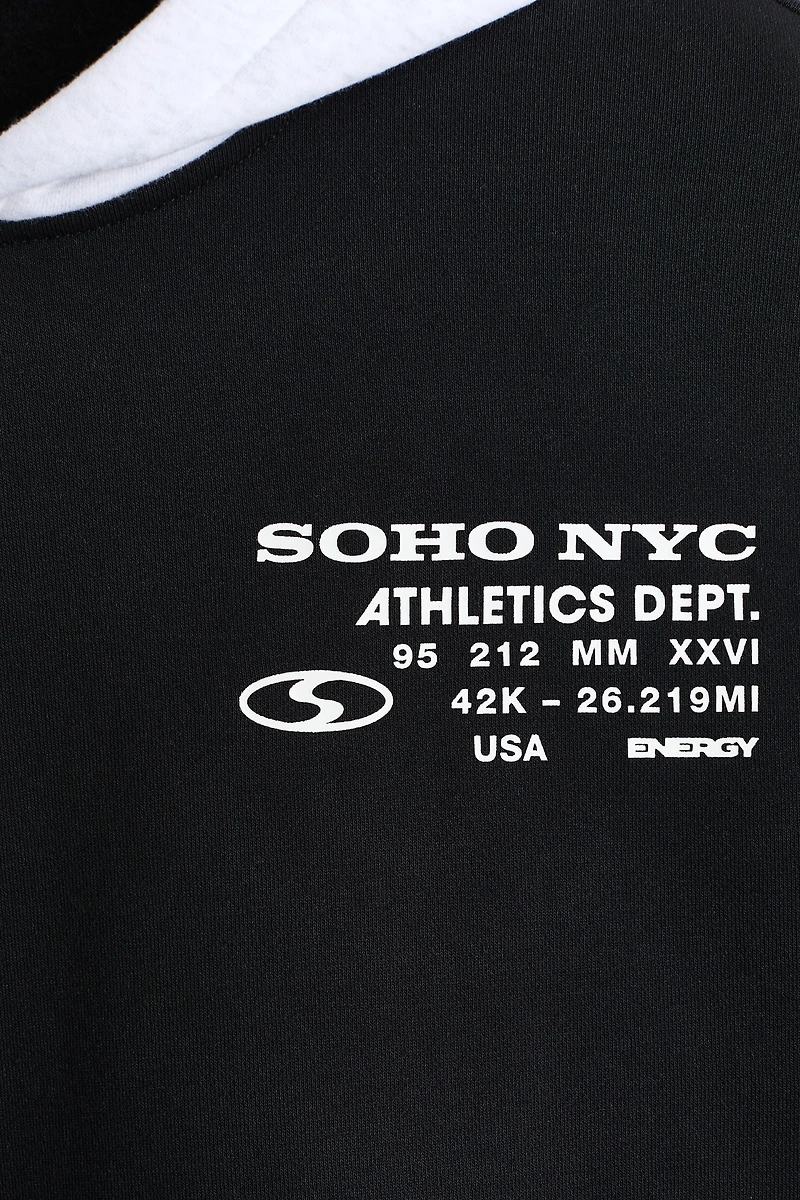 SOHO NYC
ATHLETICS DEPT.
95 212 MM XXVI
42K – 26.219MI
USA ENERGY